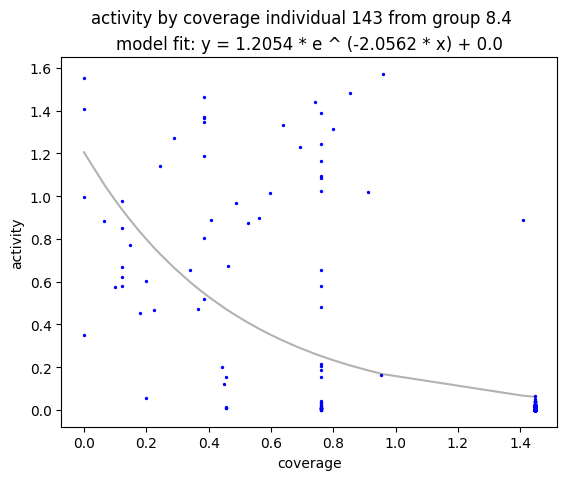 activity by coverage individual 143 from group 8.4
model fit: y = 1.2054 * e ^ (-2.0562 * x) + 0.0
1.6
1.4
1.2
1.0
0.8
0.6
0.4
0.2
0.0
activity
0.0 0.2 0.4 0.6 0.8 1.0 1.2 1.4
coverage